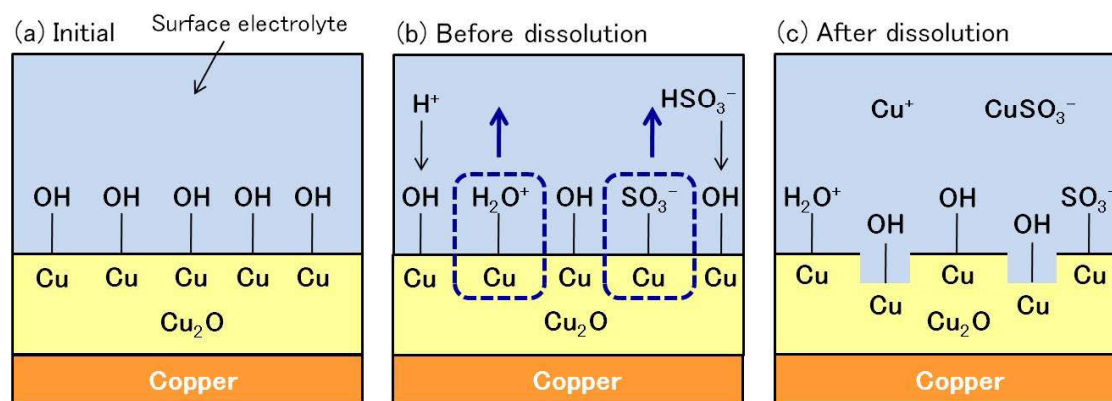 (a) Initial
Surface electrolyte
OH OH OH OH OH
Cu Cu Cu Cu Cu
Cu₂O
Copper
(b) Before dissolution
H⁺ HSO₃⁻
OH H₂O⁺ OH SO₃⁻ OH
Cu Cu Cu Cu Cu
Cu₂O
Copper
(c) After dissolution
Cu⁺ CuSO₃⁻
H₂O⁺ OH SO₃⁻
OH OH
Cu Cu Cu
Cu Cu
Cu₂O
Copper